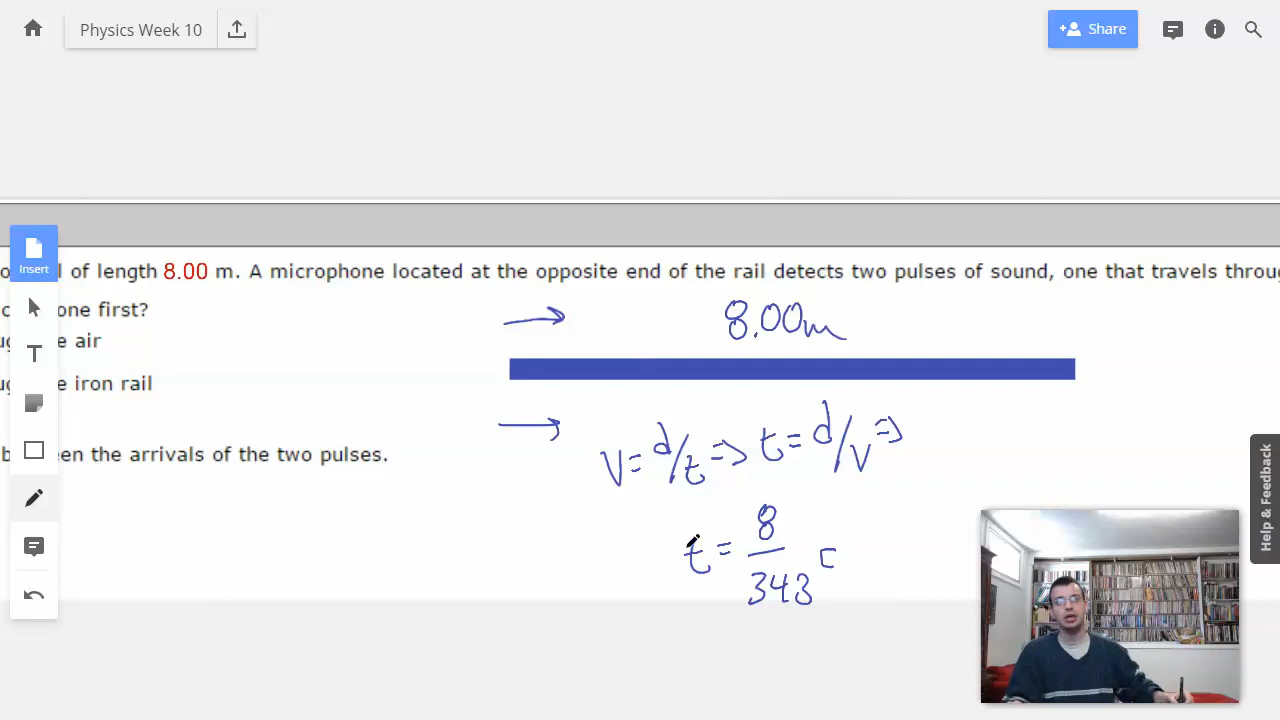 Physics Week 10
Share
Insert
l of length 8.00 m. A microphone located at the opposite end of the rail detects two pulses of sound, one that travels throu
one first?
8.00m
e air
e iron rail
V=d/t=> t=d/V=>
en the arrivals of the two pulses.
t=8/343
Help & Feedback